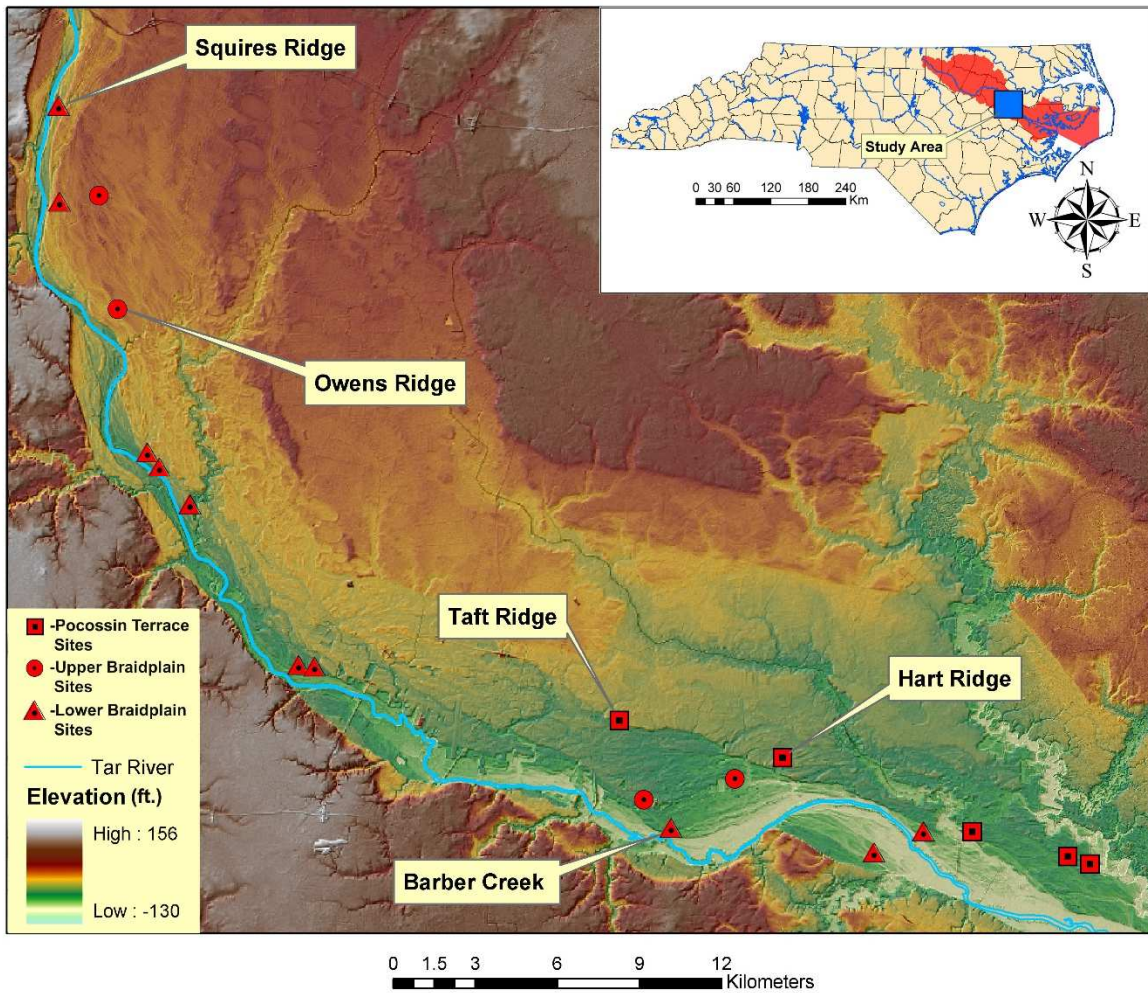 Squires Ridge
Study Area
0 30 60 120 180 240
Km
N
W E
S
Owens Ridge
Taft Ridge
Hart Ridge
Barber Creek
-Pocossin Terrace
Sites
-Upper Braidplain
Sites
-Lower Braidplain
Sites
Tar River
Elevation (ft.)
High : 156
Low : -130
0 1.5 3 6 9 12
Kilometers